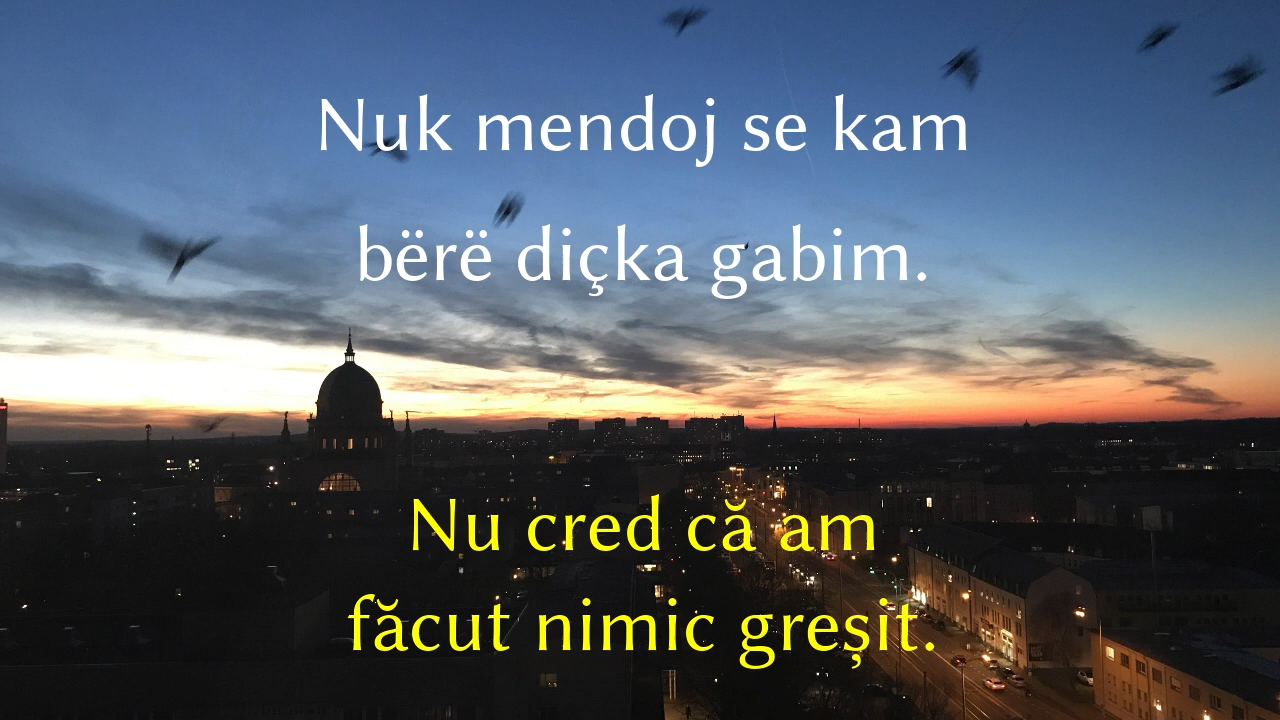 Nuk mendoj se kam
bërë diçka gabim.
Nu cred că am
făcut nimic greșit.